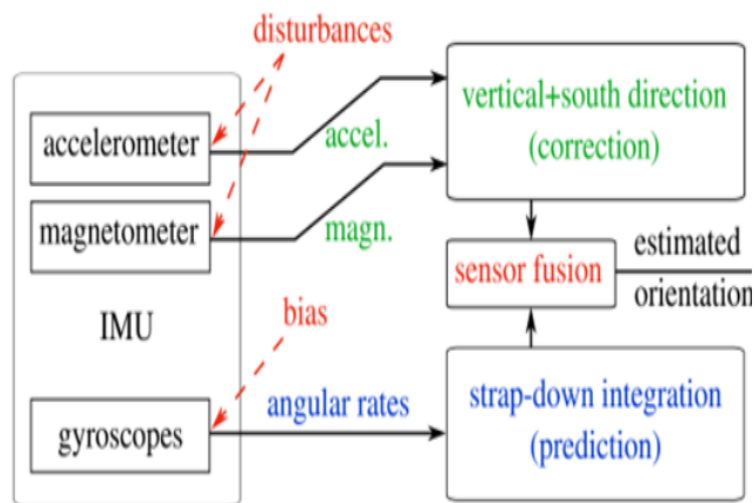 disturbances
accelerometer
accel.
vertical+south direction
(correction)
magnetometer
magn.
IMU
bias
sensor fusion
estimated
orientation
gyroscopes
angular rates
strap-down integration
(prediction)